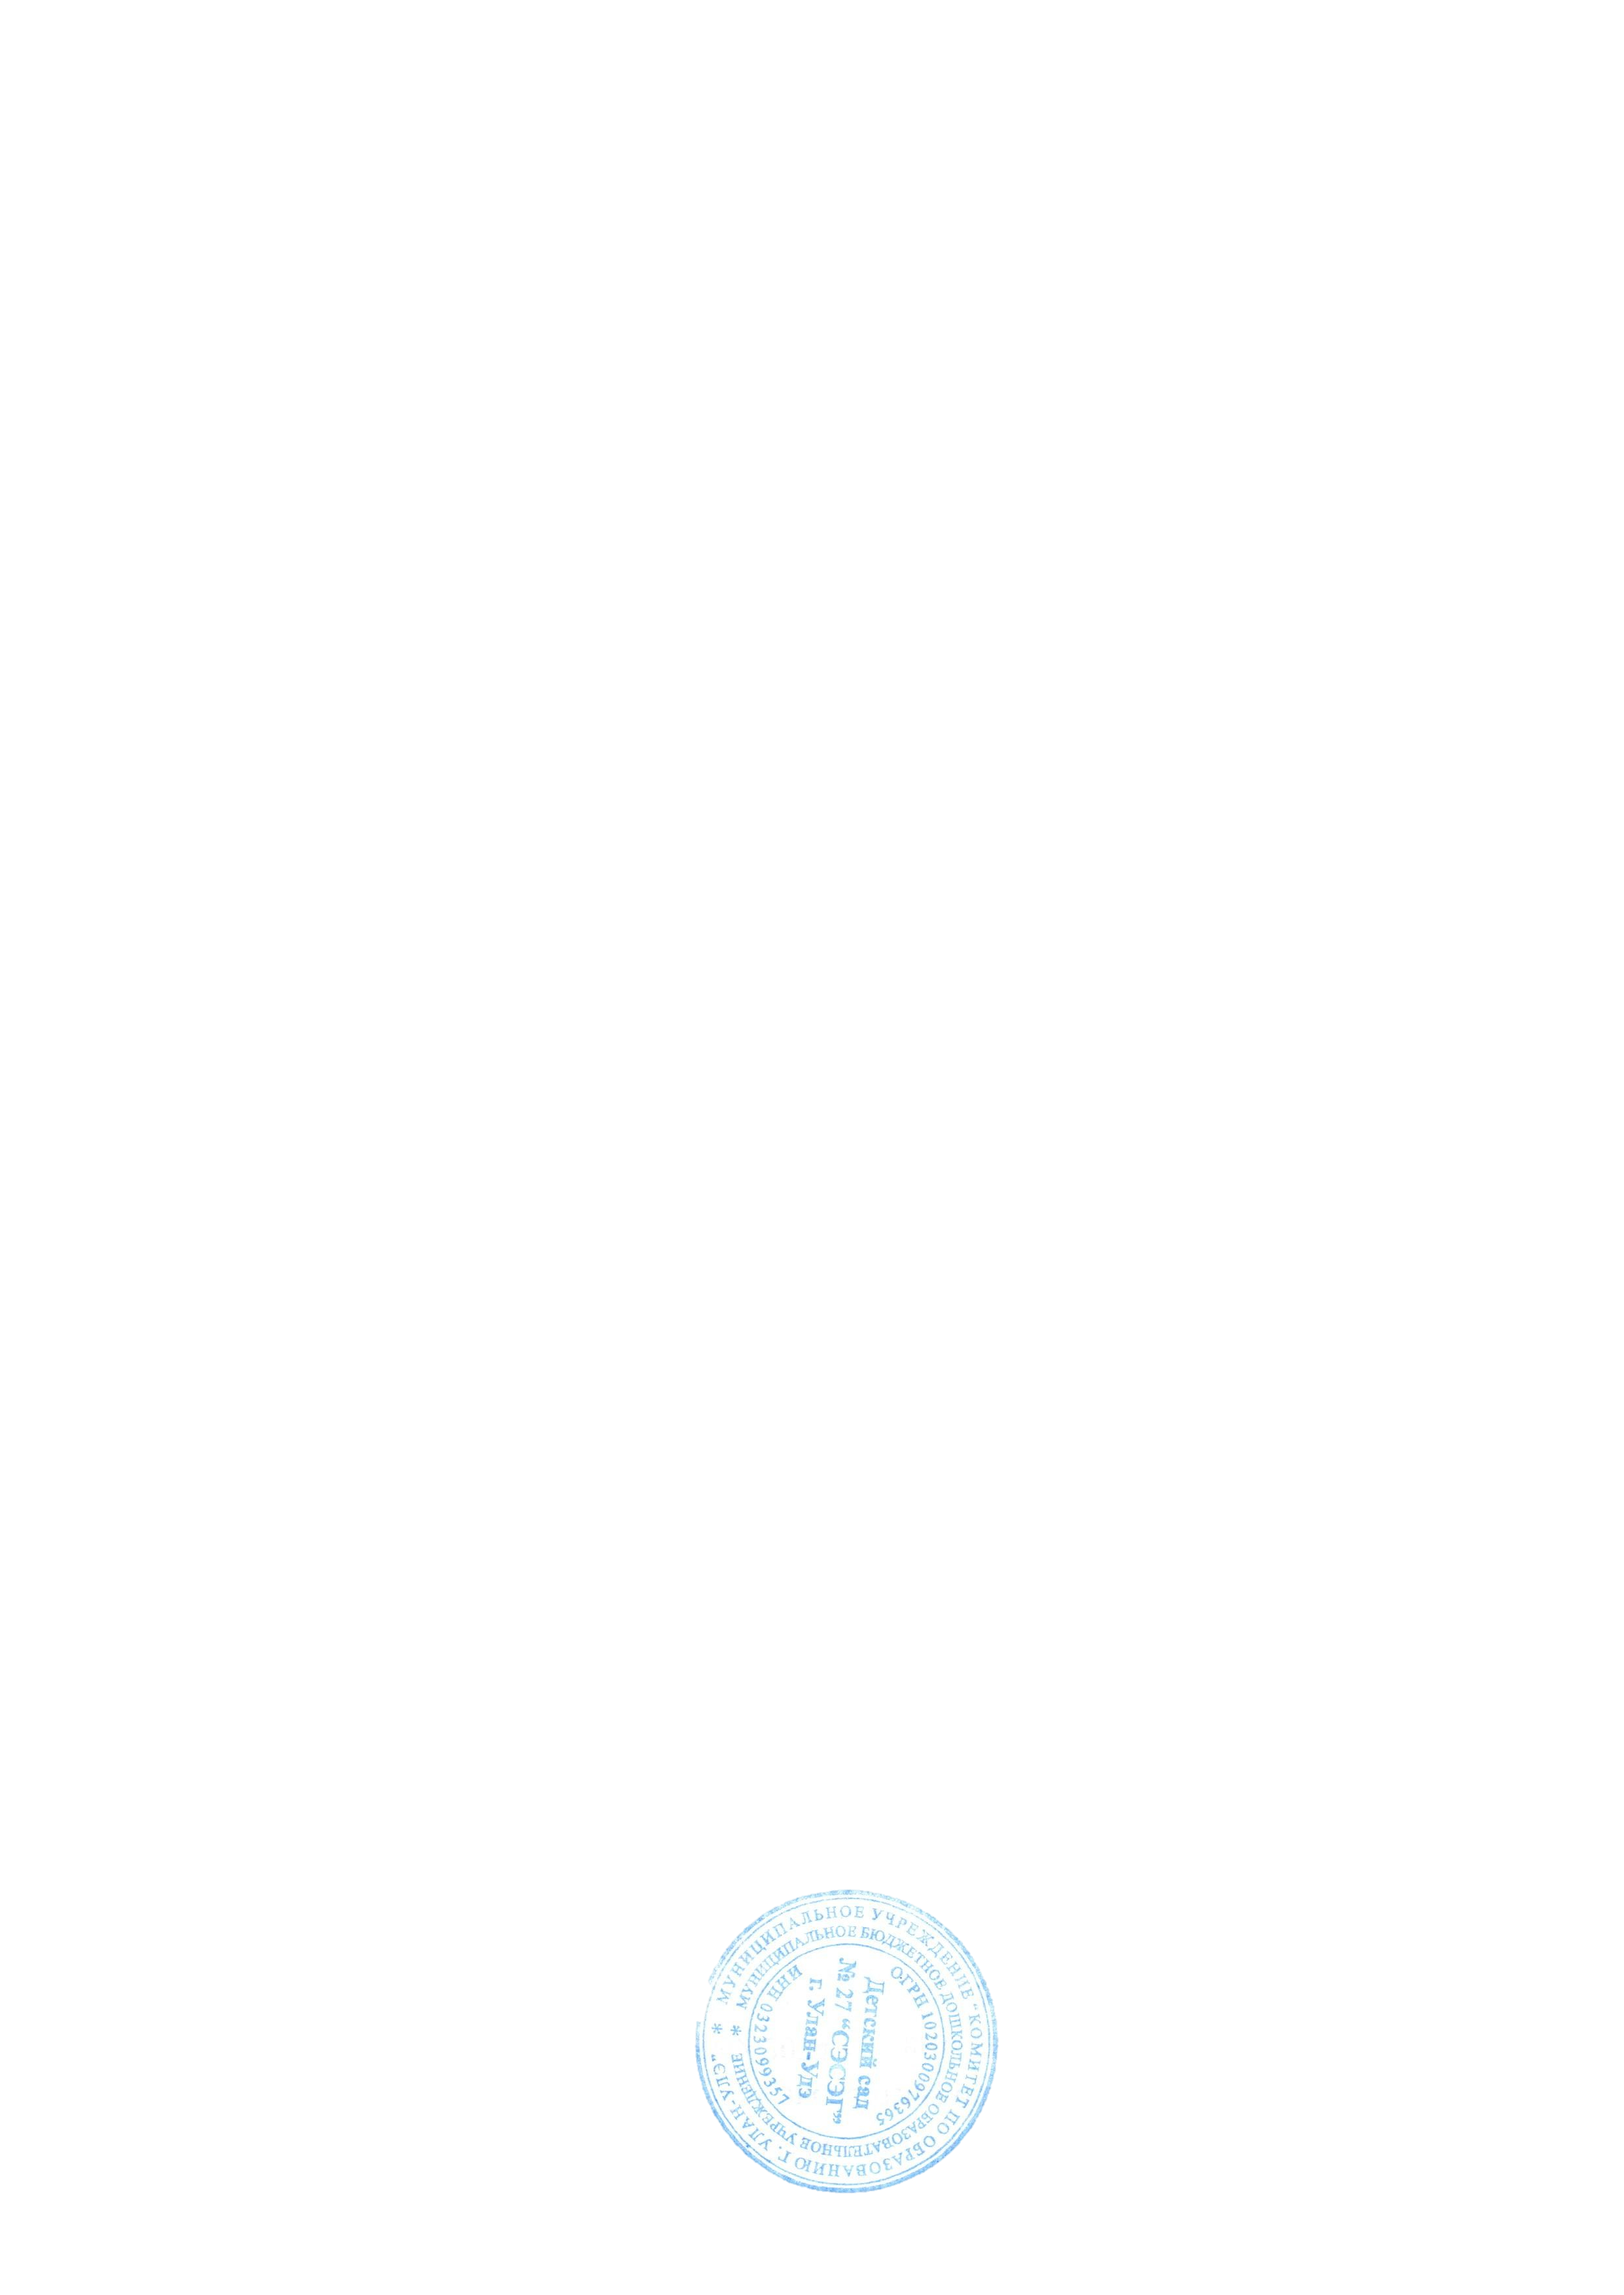 * МУНИЦИПАЛЬНОЕ УЧРЕЖДЕНИЕ “КОМИТЕТ ПО ОБРАЗОВАНИЮ Г. УЛАН-УДЭ”
* МУНИЦИПАЛЬНОЕ БЮДЖЕТНОЕ ДОШКОЛЬНОЕ ОБРАЗОВАТЕЛЬНОЕ УЧРЕЖДЕНИЕ
ОГРН 1020300976365
Детский сад
№ 27 “СЭСЭГ”
г. Улан-Удэ
ИНН 0323099357